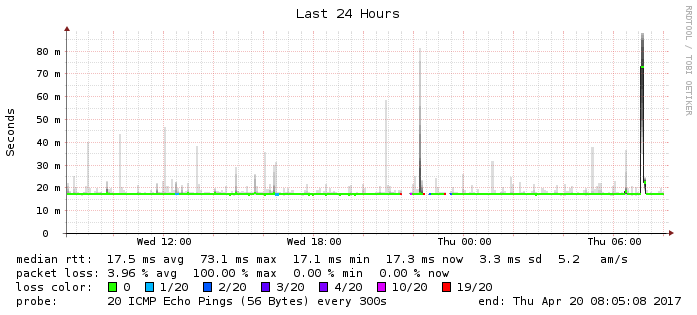 Last 24 Hours
RRDTOOL / TOBI OETIKER
Seconds
80 m
70 m
60 m
50 m
40 m
30 m
20 m
10 m
0
Wed 12:00 Wed 18:00 Thu 00:00 Thu 06:00
median rtt: 17.5 ms avg 73.1 ms max 17.1 ms min 17.3 ms now 3.3 ms sd 5.2 am/s
packet loss: 3.96 % avg 100.00 % max 0.00 % min 0.00 % now
loss color: 0 1/20 2/20 3/20 4/20 10/20 19/20
probe: 20 ICMP Echo Pings (56 Bytes) every 300s end: Thu Apr 20 08:05:08 2017